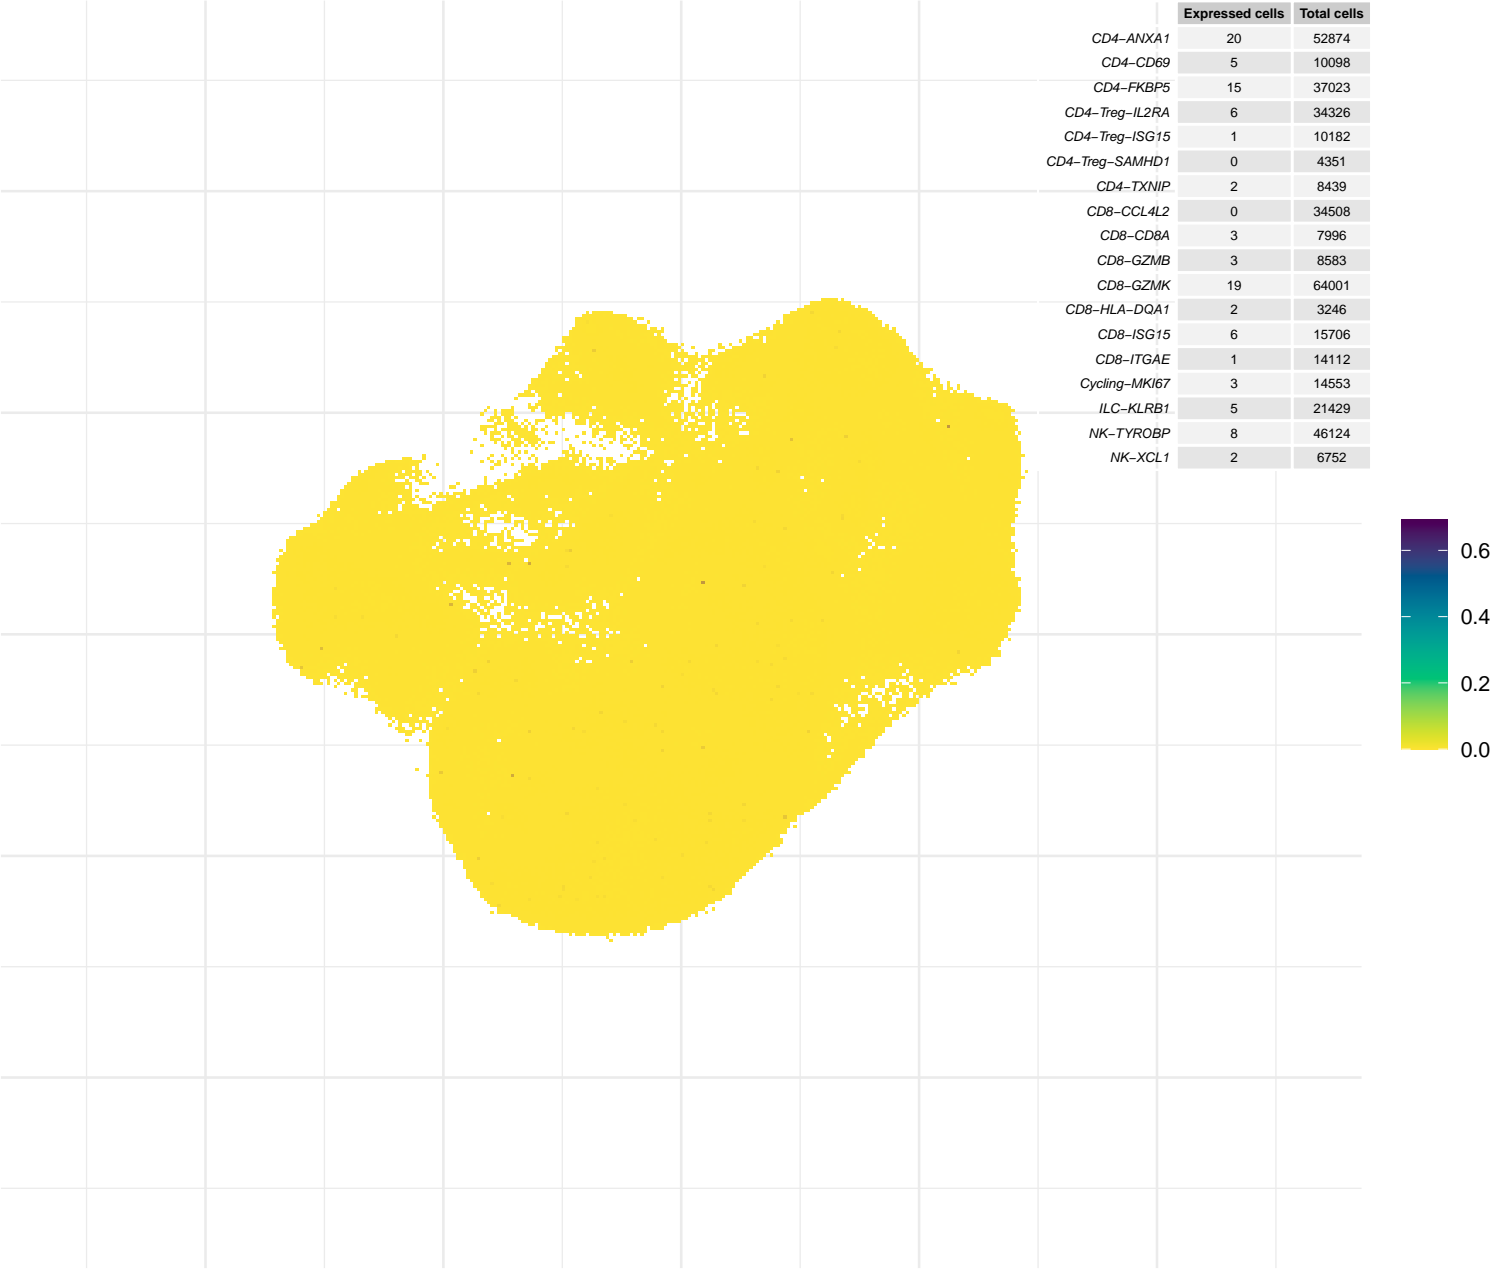 Expressed cells Total cells
CD4−ANXA1 20 52874
CD4−CD69 5 10098
CD4−FKBP5 15 37023
CD4−Treg−IL2RA 6 34326
CD4−Treg−ISG15 1 10182
CD4−Treg−SAMHD1 0 4351
CD4−TXNIP 2 8439
CD8−CCL4L2 0 34508
CD8−CD8A 3 7996
CD8−GZMB 3 8583
CD8−GZMK 19 64001
CD8−HLA−DQA1 2 3246
CD8−ISG15 6 15706
CD8−ITGAE 1 14112
Cycling−MKI67 3 14553
ILC−KLRB1 5 21429
NK−TYROBP 8 46124
NK−XCL1 2 6752
0.6
0.4
0.2
0.0